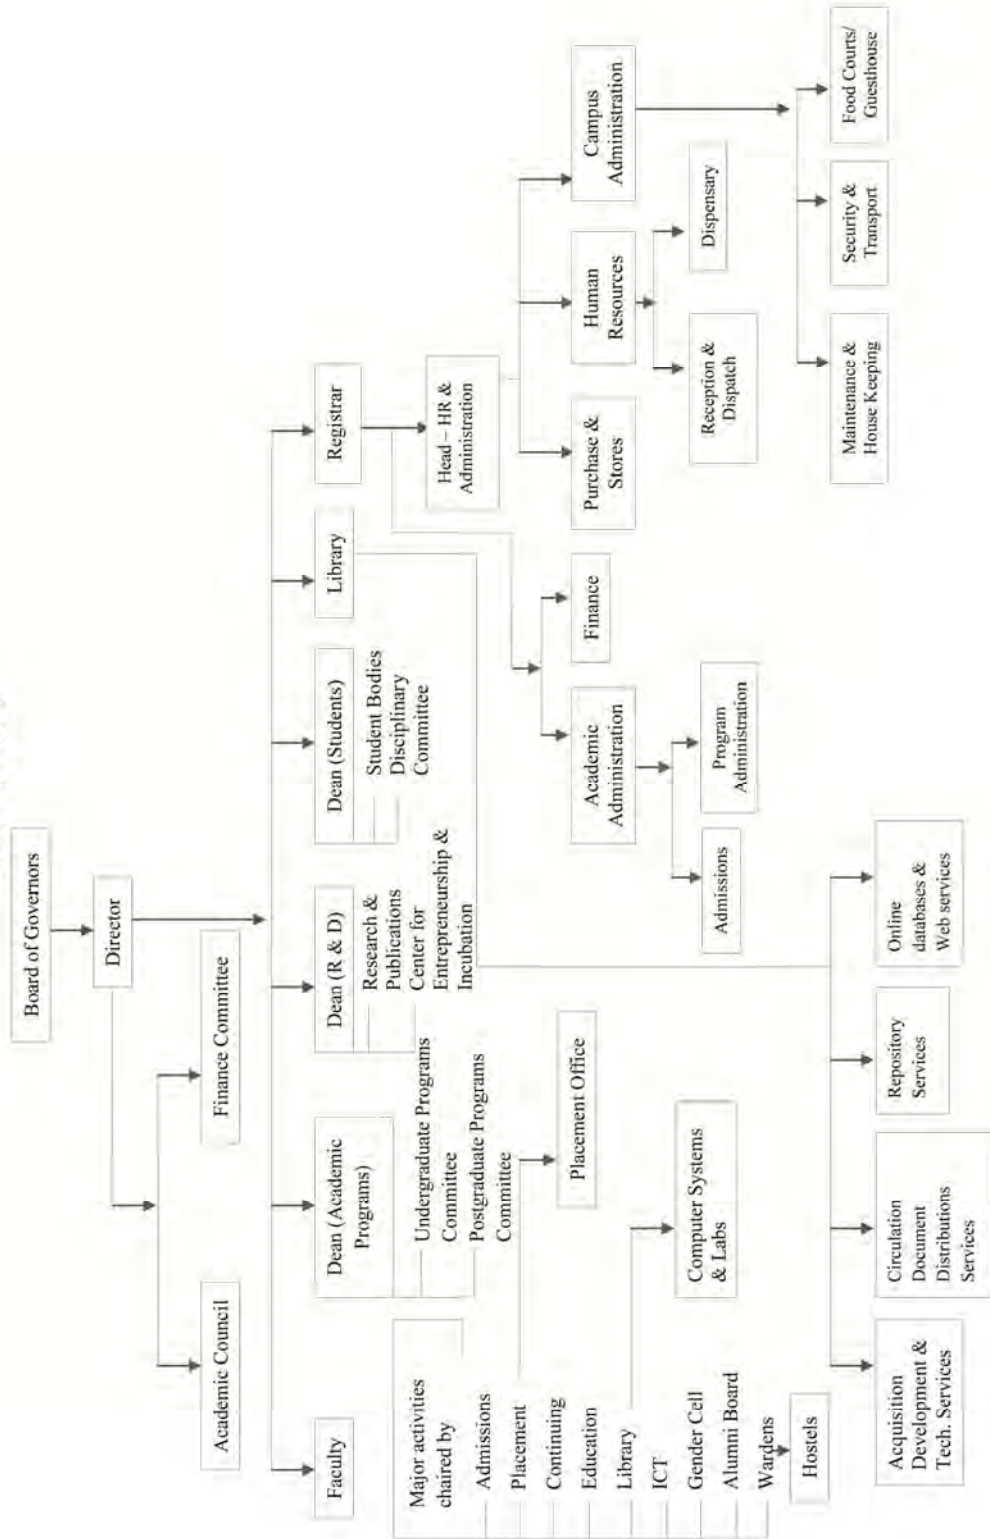 Board of Governors
Director
Academic Council
Finance Committee
Faculty
Dean (Academic
Programs)
Dean (R & D)
Dean (Students)
Library
Registrar
Major activities
chaired by
Admissions
Placement
Continuing
Education
Library
ICT
Gender Cell
Alumni Board
Wardens
Undergraduate Programs
Committee
Postgraduate Programs
Committee
Research &
Publications
Center for
Entrepreneurship &
Incubation
Student Bodies
Disciplinary
Committee
Head – HR &
Administration
Placement Office
Computer Systems
& Labs
Hostels
Academic
Administration
Finance
Purchase &
Stores
Human
Resources
Campus
Administration
Admissions
Program
Administration
Reception &
Dispatch
Dispensary
Maintenance &
House Keeping
Security &
Transport
Food Courts/
Guesthouse
Acquisition
Development &
Tech. Services
Circulation
Document
Distributions
Services
Repository
Services
Online
databases &
Web services